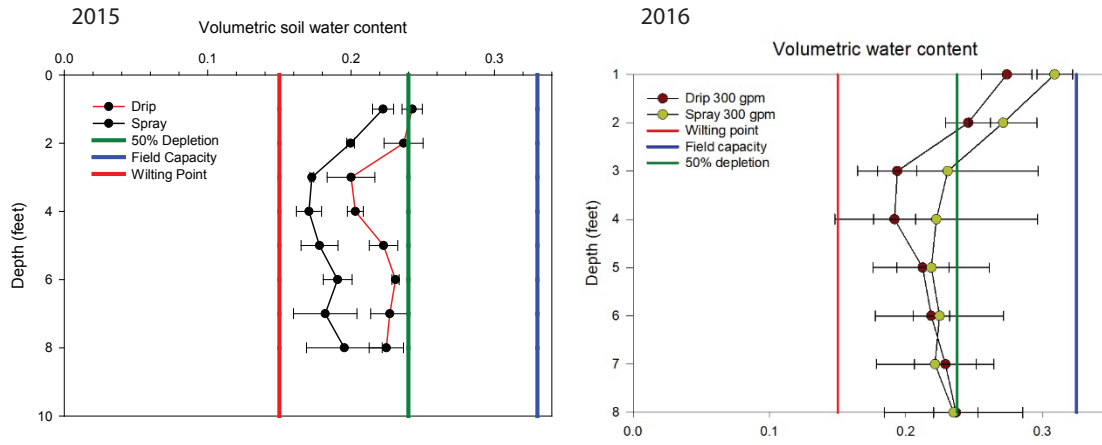 2015
Volumetric soil water content
0.0 0.1 0.2 0.3
0
2
4
6
8
10
Depth (feet)
Drip
Spray
50% Depletion
Field Capacity
Wilting Point
2016
Volumetric water content
1
2
3
4
5
6
7
8
Depth (feet)
Drip 300 gpm
Spray 300 gpm
Wilting point
Field capacity
50% depletion
0.0 0.1 0.2 0.3